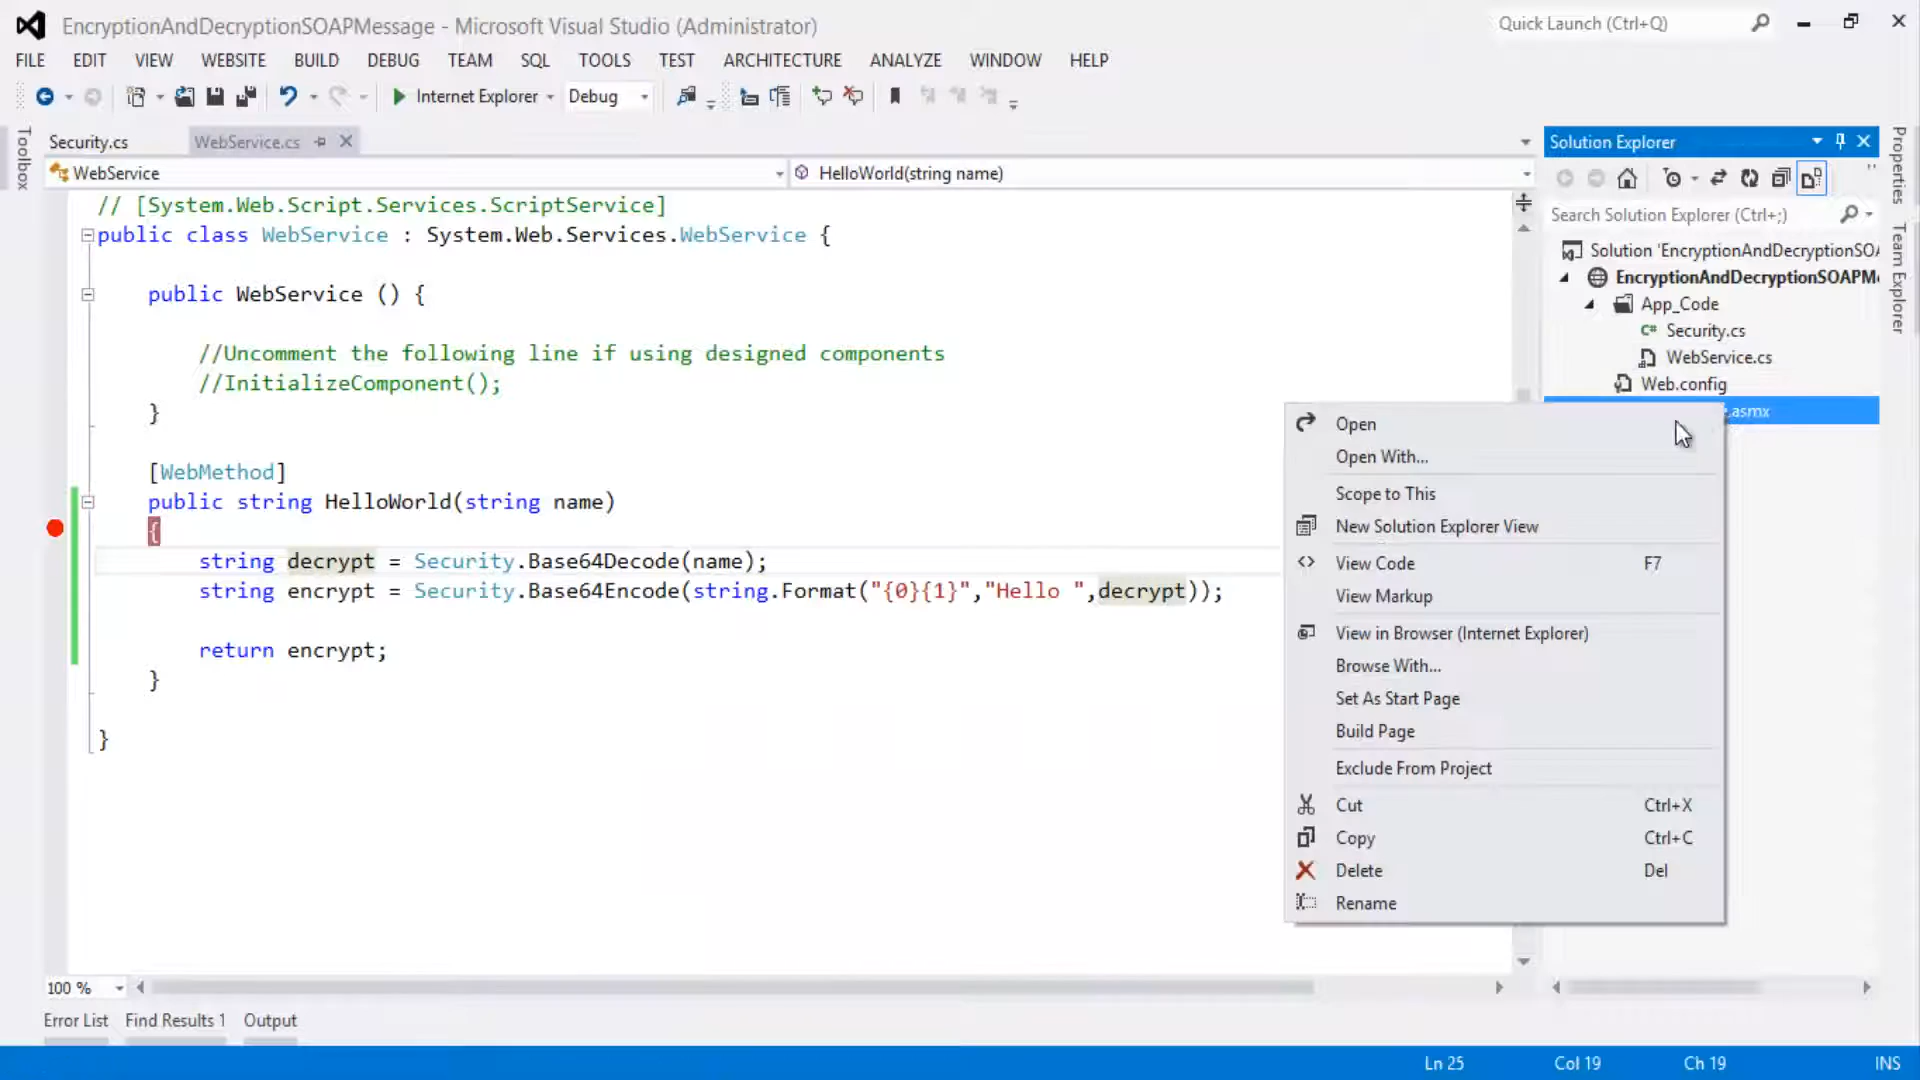 EncryptionAndDecryptionSOAPMessage - Microsoft Visual Studio (Administrator)
Quick Launch (Ctrl+Q)
FILE EDIT VIEW WEBSITE BUILD DEBUG TEAM SQL TOOLS TEST ARCHITECTURE ANALYZE WINDOW HELP
Internet Explorer Debug
Toolbox
Security.cs WebService.cs
WebService HelloWorld(string name)
// [System.Web.Script.Services.ScriptService]
public class WebService : System.Web.Services.WebService {
public WebService () {
//Uncomment the following line if using designed components
//InitializeComponent();
}
[WebMethod]
public string HelloWorld(string name)
{
string decrypt = Security.Base64Decode(name);
string encrypt = Security.Base64Encode(string.Format("{0}{1}","Hello ",decrypt));
return encrypt;
}
}
100 %
Error List Find Results 1 Output
Solution Explorer
Search Solution Explorer (Ctrl+;)
Solution 'EncryptionAndDecryptionSOA
EncryptionAndDecryptionSOAPM
App_Code
C# Security.cs
WebService.cs
Web.config
.asmx
Properties
Team Explorer
Open
Open With...
Scope to This
New Solution Explorer View
View Code F7
View Markup
View in Browser (Internet Explorer)
Browse With...
Set As Start Page
Build Page
Exclude From Project
Cut Ctrl+X
Copy Ctrl+C
Delete Del
Rename
Ln 25 Col 19 Ch 19 INS